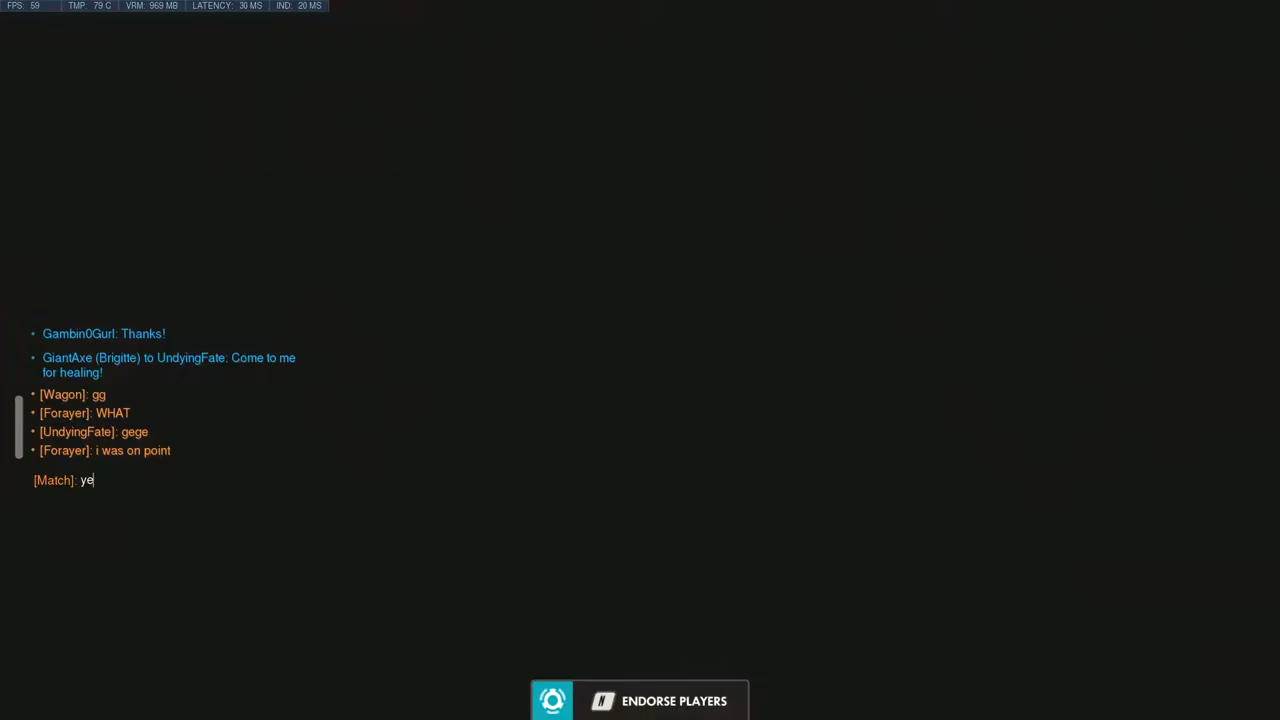 FPS: 59 TMP: 79 C VRM: 969 MB LATENCY: 30 MS IND: 20 MS
• Gambin0Gurl: Thanks!
• GiantAxe (Brigitte) to UndyingFate: Come to me
for healing!
• [Wagon]: gg
• [Forayer]: WHAT
• [UndyingFate]: gege
• [Forayer]: i was on point
[Match]: ye
N ENDORSE PLAYERS